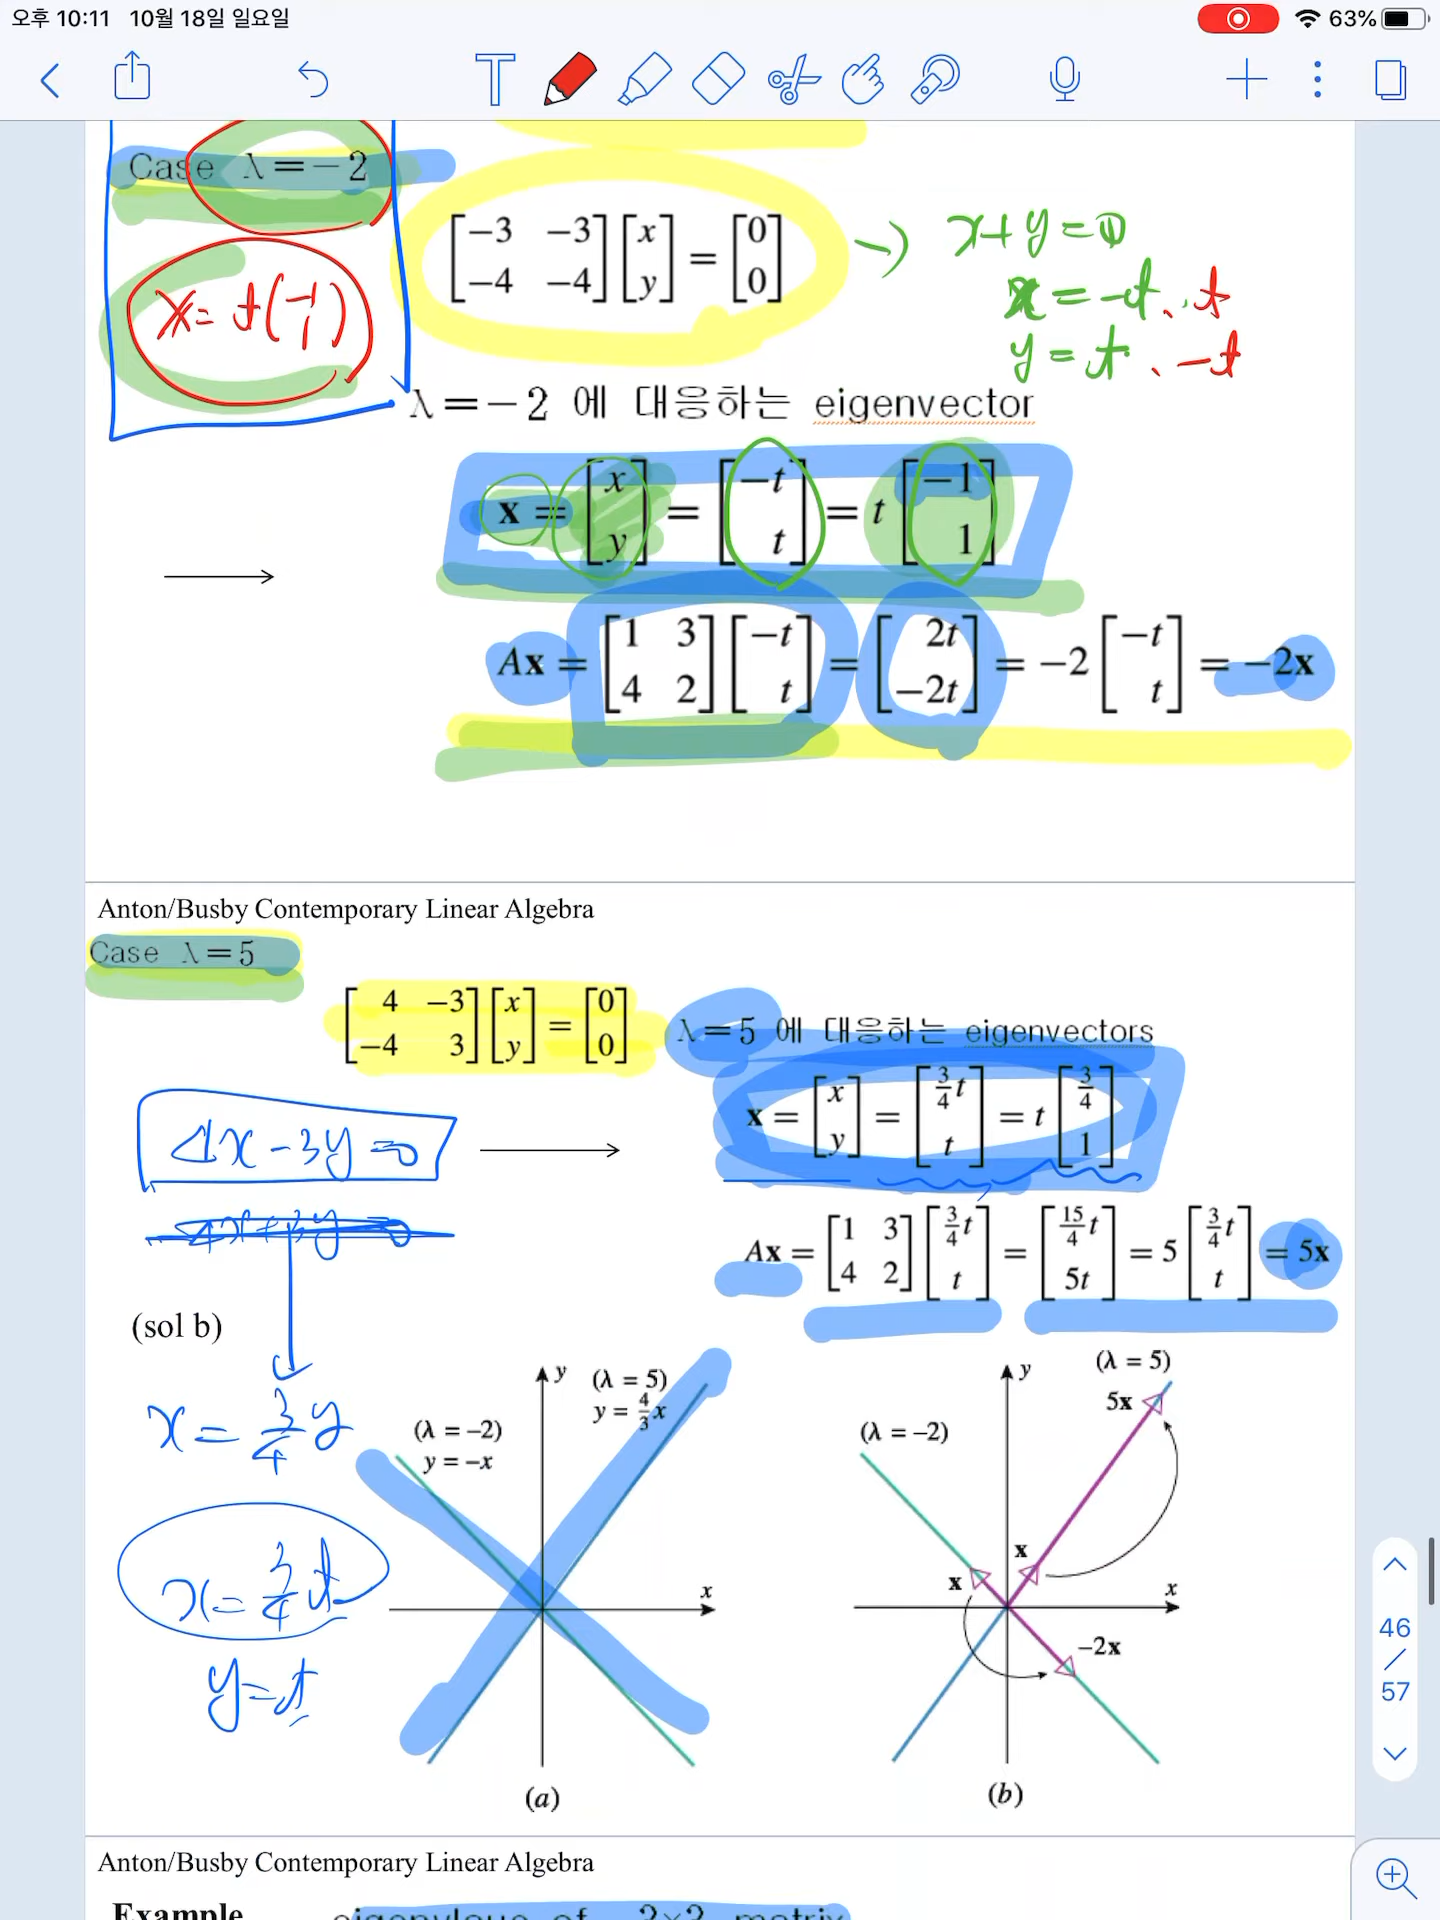 오후 10:11 10월 18일 일요일 63%
Case λ=-2
[-3 -3; -4 -4] [x; y] = [0; 0]
→ x+y=0
x = -t, t
y = t, -t
x = t(-1 1)
λ=-2 에 대응하는 eigenvector
x = [x; y] = [-t; t] = t [-1; 1]
Ax = [1 3; 4 2] [-t; t] = [2t; -2t] = -2 [-t; t] = -2x
Anton/Busby Contemporary Linear Algebra
Case λ=5
[4 -3; -4 3] [x; y] = [0; 0]
λ=5 에 대응하는 eigenvectors
x = [x; y] = [3/4 t; t] = t [3/4; 1]
4x-3y=0
Ax = [1 3; 4 2] [3/4 t; t] = [15/4 t; 5t] = 5 [3/4 t; t] = 5x
(sol b)
x = 3/4 y
x = 3/4 t
y = t
y
(λ = 5)
y = 4/3 x
(λ = -2)
y = -x
x
(a)
y
(λ = 5)
5x
(λ = -2)
x
x
x
-2x
(b)
46
/
57
Anton/Busby Contemporary Linear Algebra
Example